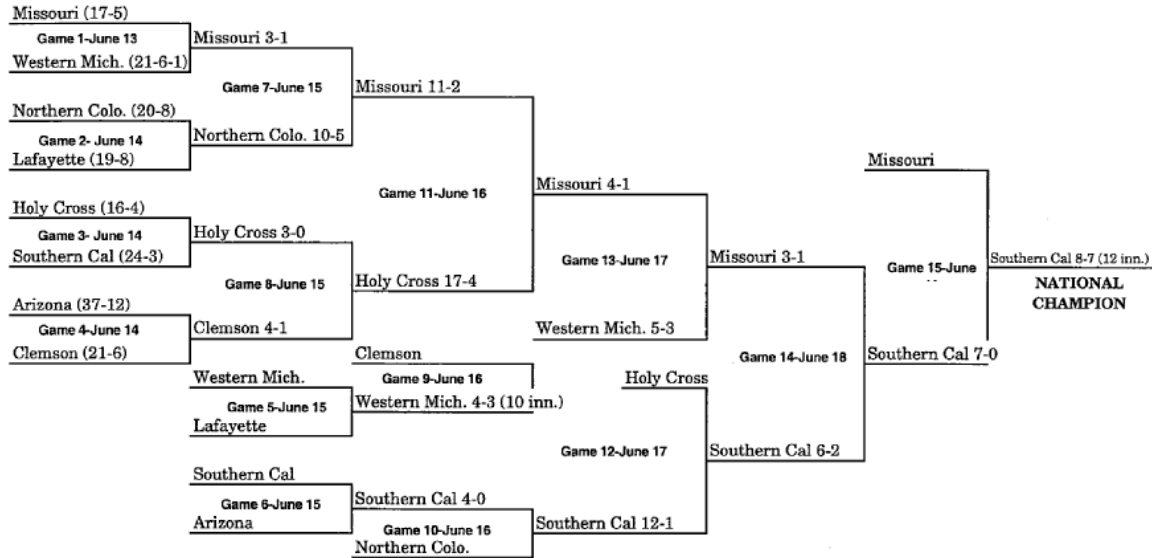 Missouri (17-5)
Game 1-June 13
Western Mich. (21-6-1)
Missouri 3-1
Game 7-June 15
Missouri 11-2
Northern Colo. (20-8)
Game 2- June 14
Lafayette (19-8)
Northern Colo. 10-5
Game 11-June 16
Missouri 4-1
Holy Cross (16-4)
Game 3- June 14
Southern Cal (24-3)
Holy Cross 3-0
Game 8-June 15
Holy Cross 17-4
Arizona (37-12)
Game 4-June 14
Clemson (21-6)
Clemson 4-1
Game 13-June 17
Missouri 3-1
Western Mich. 5-3
Clemson
Game 9-June 16
Western Mich. 4-3 (10 inn.)
Western Mich.
Game 5-June 15
Lafayette
Holy Cross
Game 12-June 17
Southern Cal 6-2
Southern Cal
Game 6-June 15
Arizona
Southern Cal 4-0
Game 10-June 16
Northern Colo.
Southern Cal 12-1
Game 14-June 18
Southern Cal 7-0
Missouri
Game 15-June
Southern Cal 8-7 (12 inn.)
NATIONAL
CHAMPION